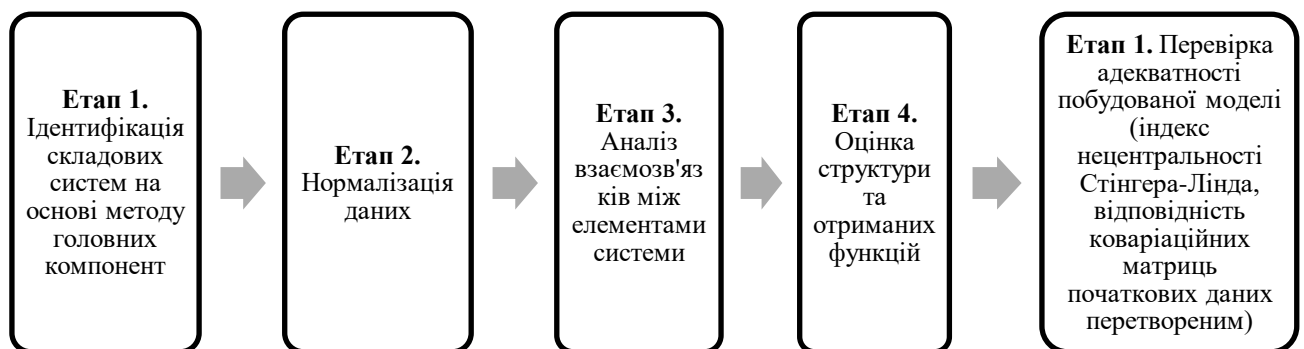 Етап 1.
Ідентифікація
складових
систем на
основі методу
головних
компонент
Етап 2.
Нормалізація
даних
Етап 3.
Аналіз
взаємозв'яз
ків між
елементами
системи
Етап 4.
Оцінка
структури
та
отриманих
функцій
Етап 1. Перевірка
адекватності
побудованої моделі
(індекс
нецентральності
Стінгера-Лінда,
відповідність
коваріаційних
матриць
початкових даних
перетвореним)